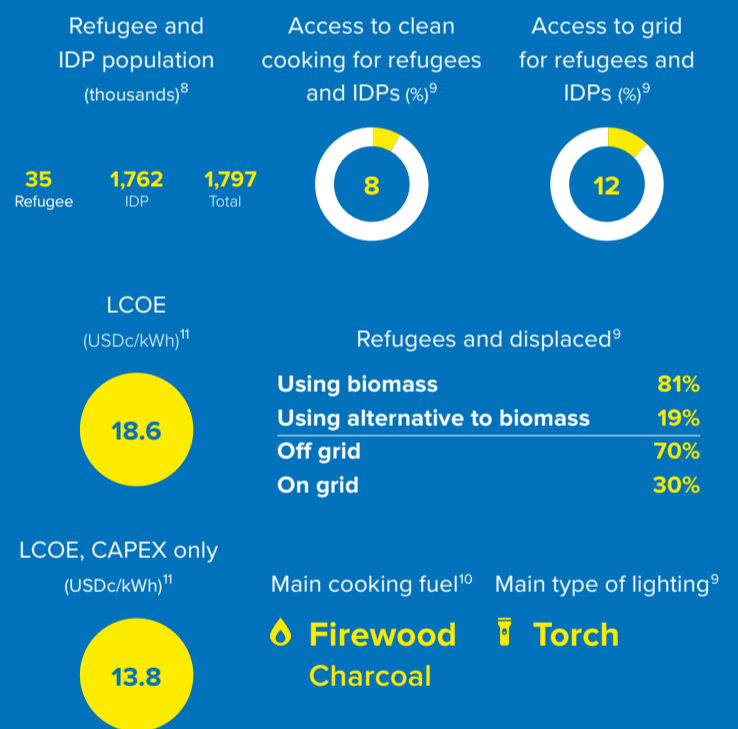 Refugee and
IDP population
(thousands)⁸
35
Refugee
1,762
IDP
1,797
Total
Access to clean
cooking for refugees
and IDPs (%)⁹
8
Access to grid
for refugees and
IDPs (%)⁹
12
LCOE
(USDc/kWh)¹¹
18.6
Refugees and displaced⁹
Using biomass 81%
Using alternative to biomass 19%
Off grid 70%
On grid 30%
LCOE, CAPEX only
(USDc/kWh)¹¹
13.8
Main cooking fuel¹⁰
Firewood
Charcoal
Main type of lighting⁹
Torch